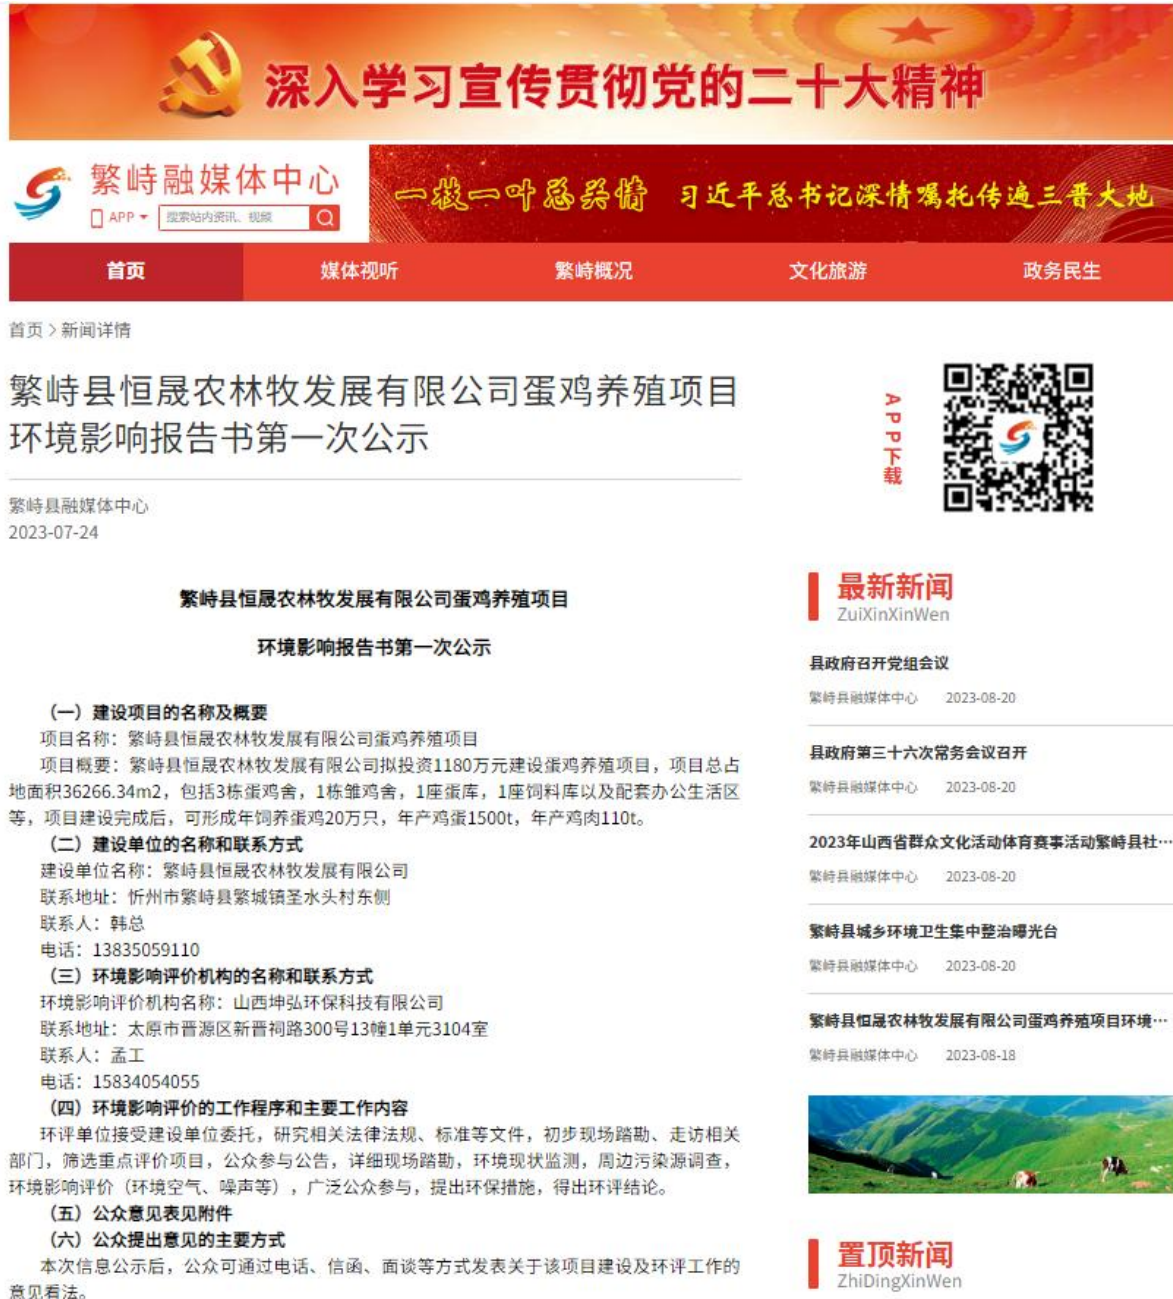 深入学习宣传贯彻党的二十大精神
繁峙融媒体中心
APP
搜索站内资讯、视频
一枝一叶总关情 习近平总书记深情嘱托传遍三晋大地
首页 媒体视听 繁峙概况 文化旅游 政务民生
首页 > 新闻详情
繁峙县恒晟农林牧发展有限公司蛋鸡养殖项目
环境影响报告书第一次公示
繁峙县融媒体中心
2023-07-24
繁峙县恒晟农林牧发展有限公司蛋鸡养殖项目
环境影响报告书第一次公示
（一）建设项目的名称及概要
项目名称：繁峙县恒晟农林牧发展有限公司蛋鸡养殖项目
项目概要：繁峙县恒晟农林牧发展有限公司拟投资1180万元建设蛋鸡养殖项目，项目总占
地面积36266.34m2，包括3栋蛋鸡舍，1栋雏鸡舍，1座蛋库，1座饲料库以及配套办公生活区
等，项目建设完成后，可形成年饲养蛋鸡20万只，年产鸡蛋1500t，年产鸡肉110t。
（二）建设单位的名称和联系方式
建设单位名称：繁峙县恒晟农林牧发展有限公司
联系地址：忻州市繁峙县繁城镇圣水头村东侧
联系人：韩总
电话：13835059110
（三）环境影响评价机构的名称和联系方式
环境影响评价机构名称：山西坤弘环保科技有限公司
联系地址：太原市晋源区新晋祠路300号13幢1单元3104室
联系人：孟工
电话：15834054055
（四）环境影响评价的工作程序和主要工作内容
环评单位接受建设单位委托，研究相关法律法规、标准等文件，初步现场踏勘、走访相关
部门，筛选重点评价项目，公众参与公告，详细现场踏勘，环境现状监测，周边污染源调查，
环境影响评价（环境空气、噪声等），广泛公众参与，提出环保措施，得出环评结论。
（五）公众意见表见附件
（六）公众提出意见的主要方式
本次信息公示后，公众可通过电话、信函、面谈等方式发表关于该项目建设及环评工作的
意见看法。
APP下载
最新新闻
ZuiXinXinWen
县政府召开党组会议
繁峙县融媒体中心 2023-08-20
县政府第三十六次常务会议召开
繁峙县融媒体中心 2023-08-20
2023年山西省群众文化活动体育赛事活动繁峙县社…
繁峙县融媒体中心 2023-08-20
繁峙县城乡环境卫生集中整治曝光台
繁峙县融媒体中心 2023-08-20
繁峙县恒晟农林牧发展有限公司蛋鸡养殖项目环境…
繁峙县融媒体中心 2023-08-18
置顶新闻
ZhiDingXinWen